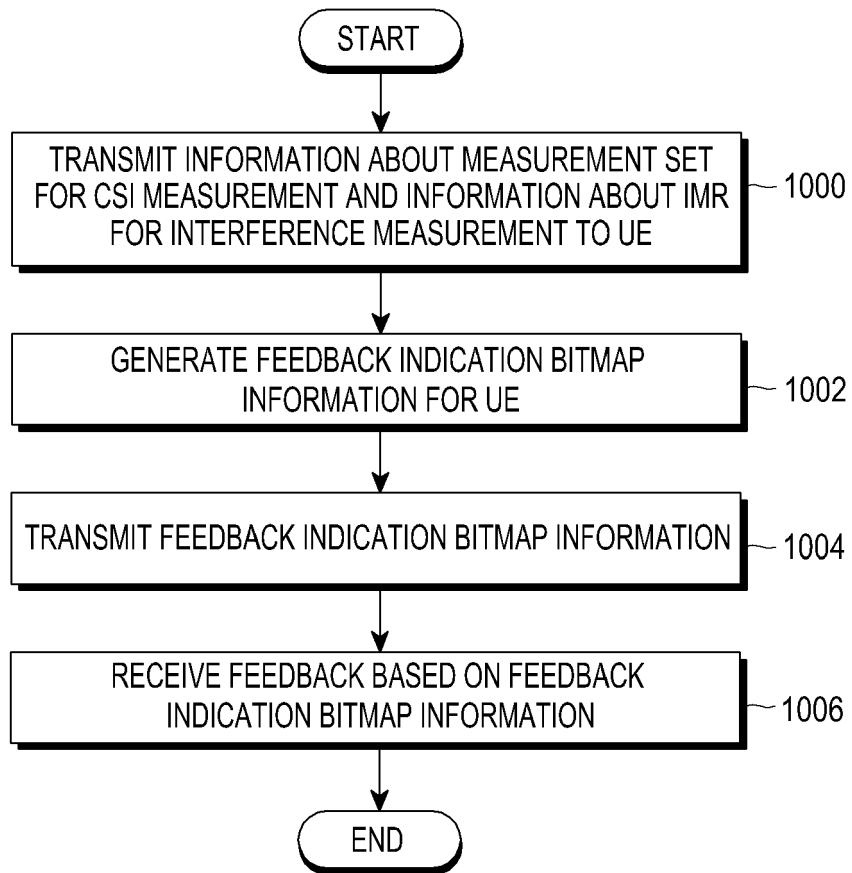 START
TRANSMIT INFORMATION ABOUT MEASUREMENT SET
FOR CSI MEASUREMENT AND INFORMATION ABOUT IMR
FOR INTERFERENCE MEASUREMENT TO UE
1000
GENERATE FEEDBACK INDICATION BITMAP
INFORMATION FOR UE
1002
TRANSMIT FEEDBACK INDICATION BITMAP INFORMATION
1004
RECEIVE FEEDBACK BASED ON FEEDBACK
INDICATION BITMAP INFORMATION
1006
END